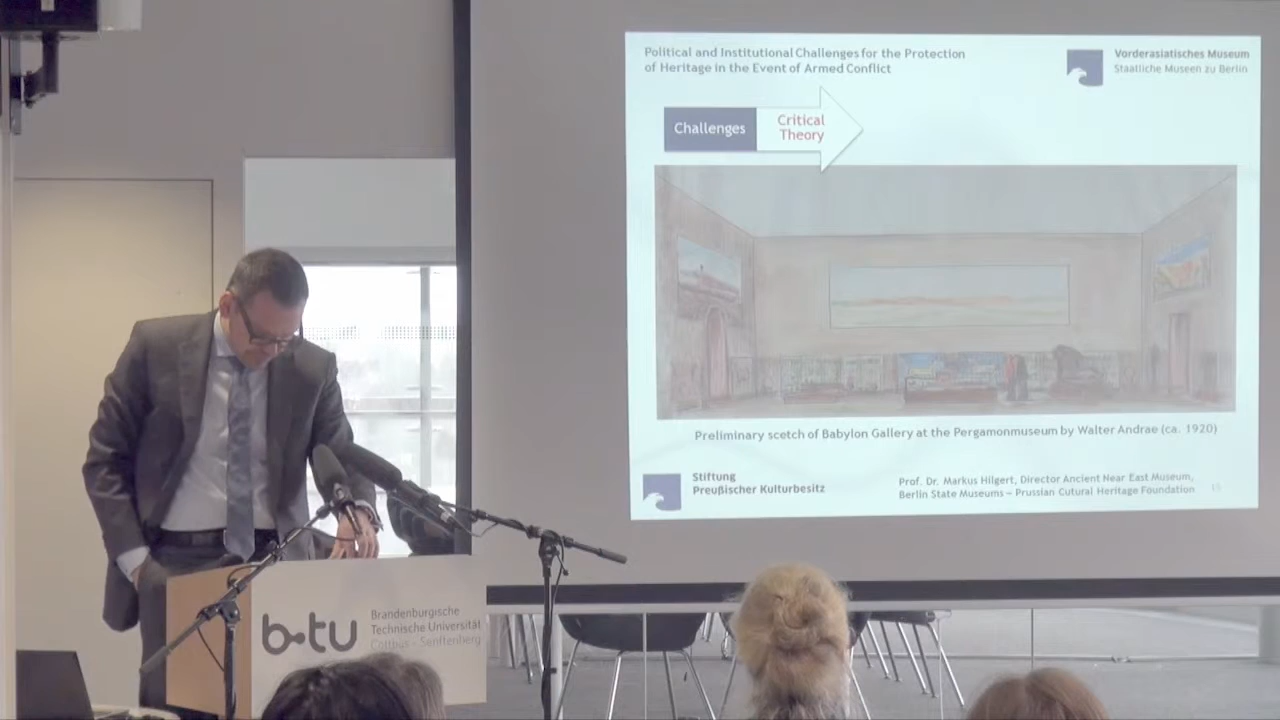 Political and Institutional Challenges for the Protection
of Heritage in the Event of Armed Conflict
Vorderasiatisches Museum
Staatliche Museen zu Berlin
Challenges
Critical
Theory
Preliminary scetch of Babylon Gallery at the Pergamonmuseum by Walter Andrae (ca. 1920)
Stiftung
Preußischer Kulturbesitz
Prof. Dr. Markus Hilgert, Director Ancient Near East Museum,
Berlin State Museums – Prussian Cutural Heritage Foundation
15
b-tu
Brandenburgische
Technische Universität
Cottbus - Senftenberg